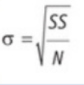 σ = √(SS/N)